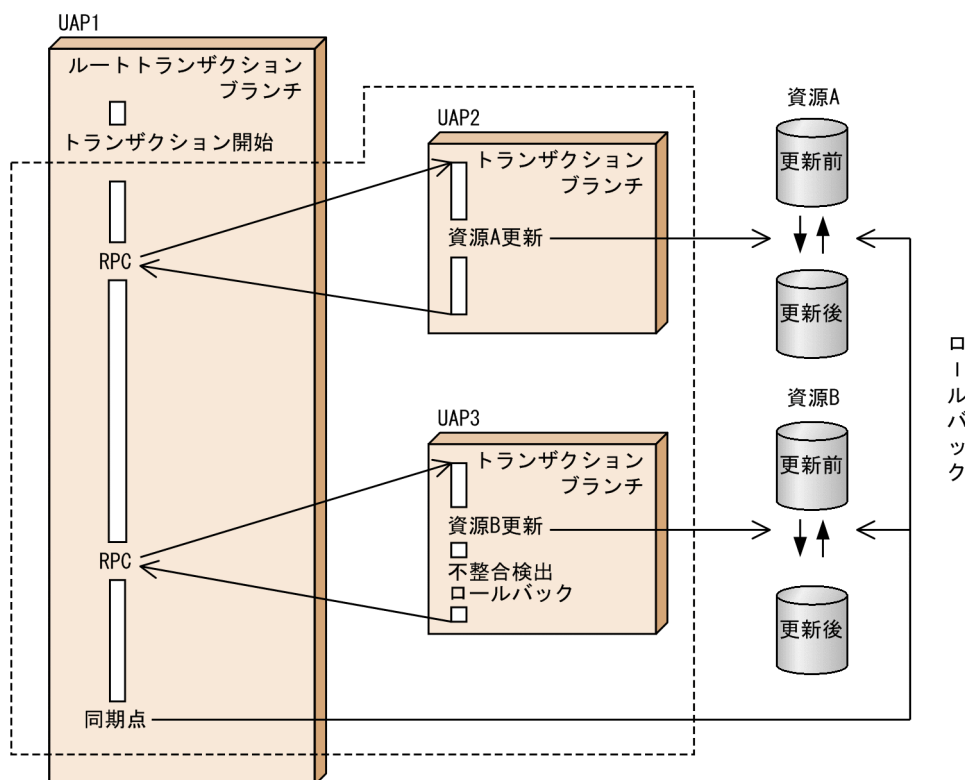 UAP1
ルートトランザクション
ブランチ
トランザクション開始
RPC
RPC
同期点
UAP2
トランザクション
ブランチ
資源A更新
UAP3
トランザクション
ブランチ
資源B更新
不整合検出
ロールバック
資源A
更新前
更新後
資源B
更新前
更新後
ロールバック